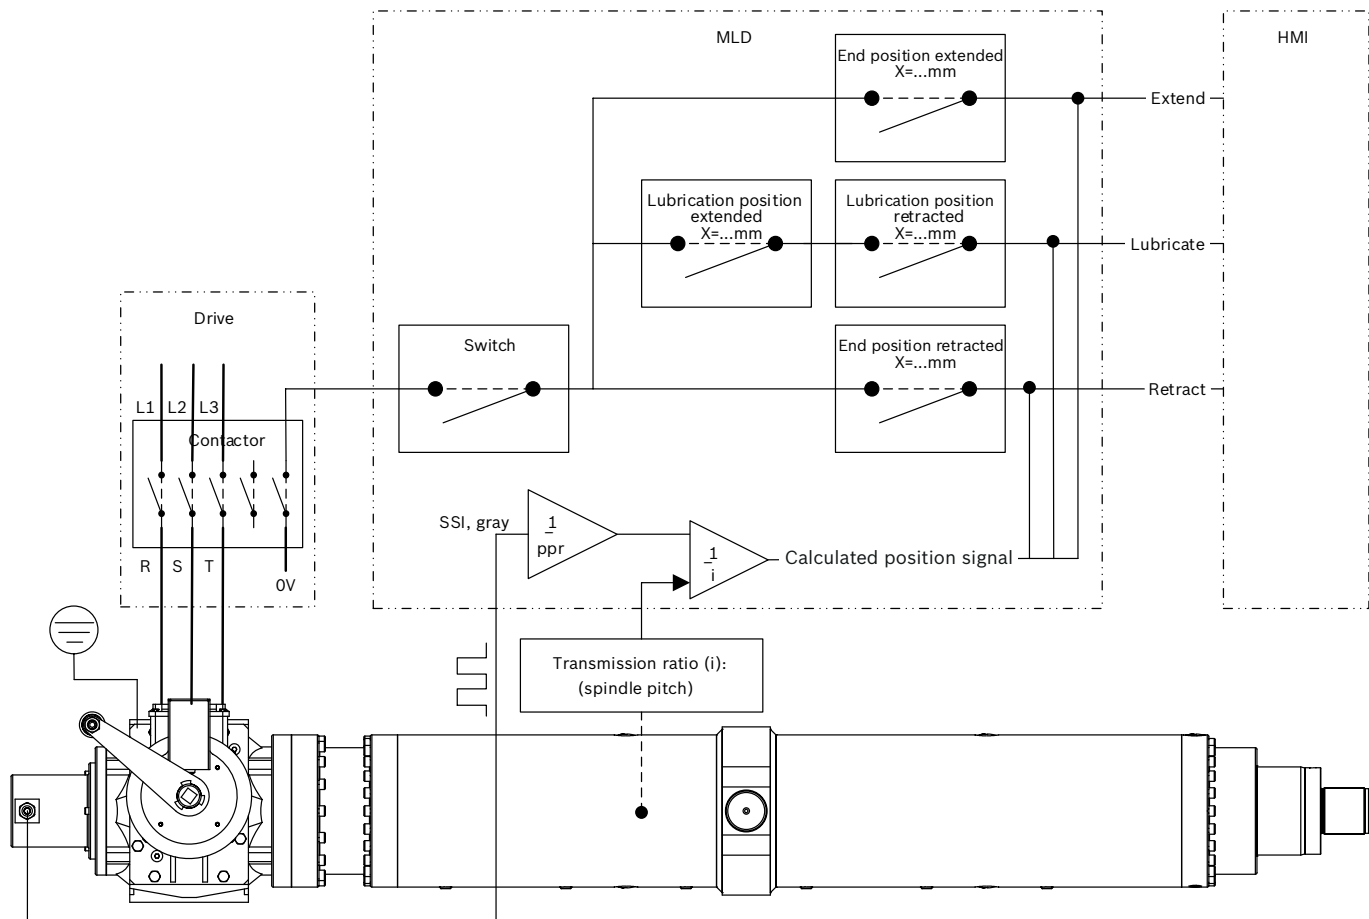 MLD
HMI
End position extended
X=...mm
Extend
Lubrication position
extended
X=...mm
Lubrication position
retracted
X=...mm
Lubricate
Drive
Switch
End position retracted
X=...mm
Retract
L1 L2 L3
Contactor
SSI, gray
1
ppr
1
i
Calculated position signal
R S T
0V
Transmission ratio (i):
(spindle pitch)